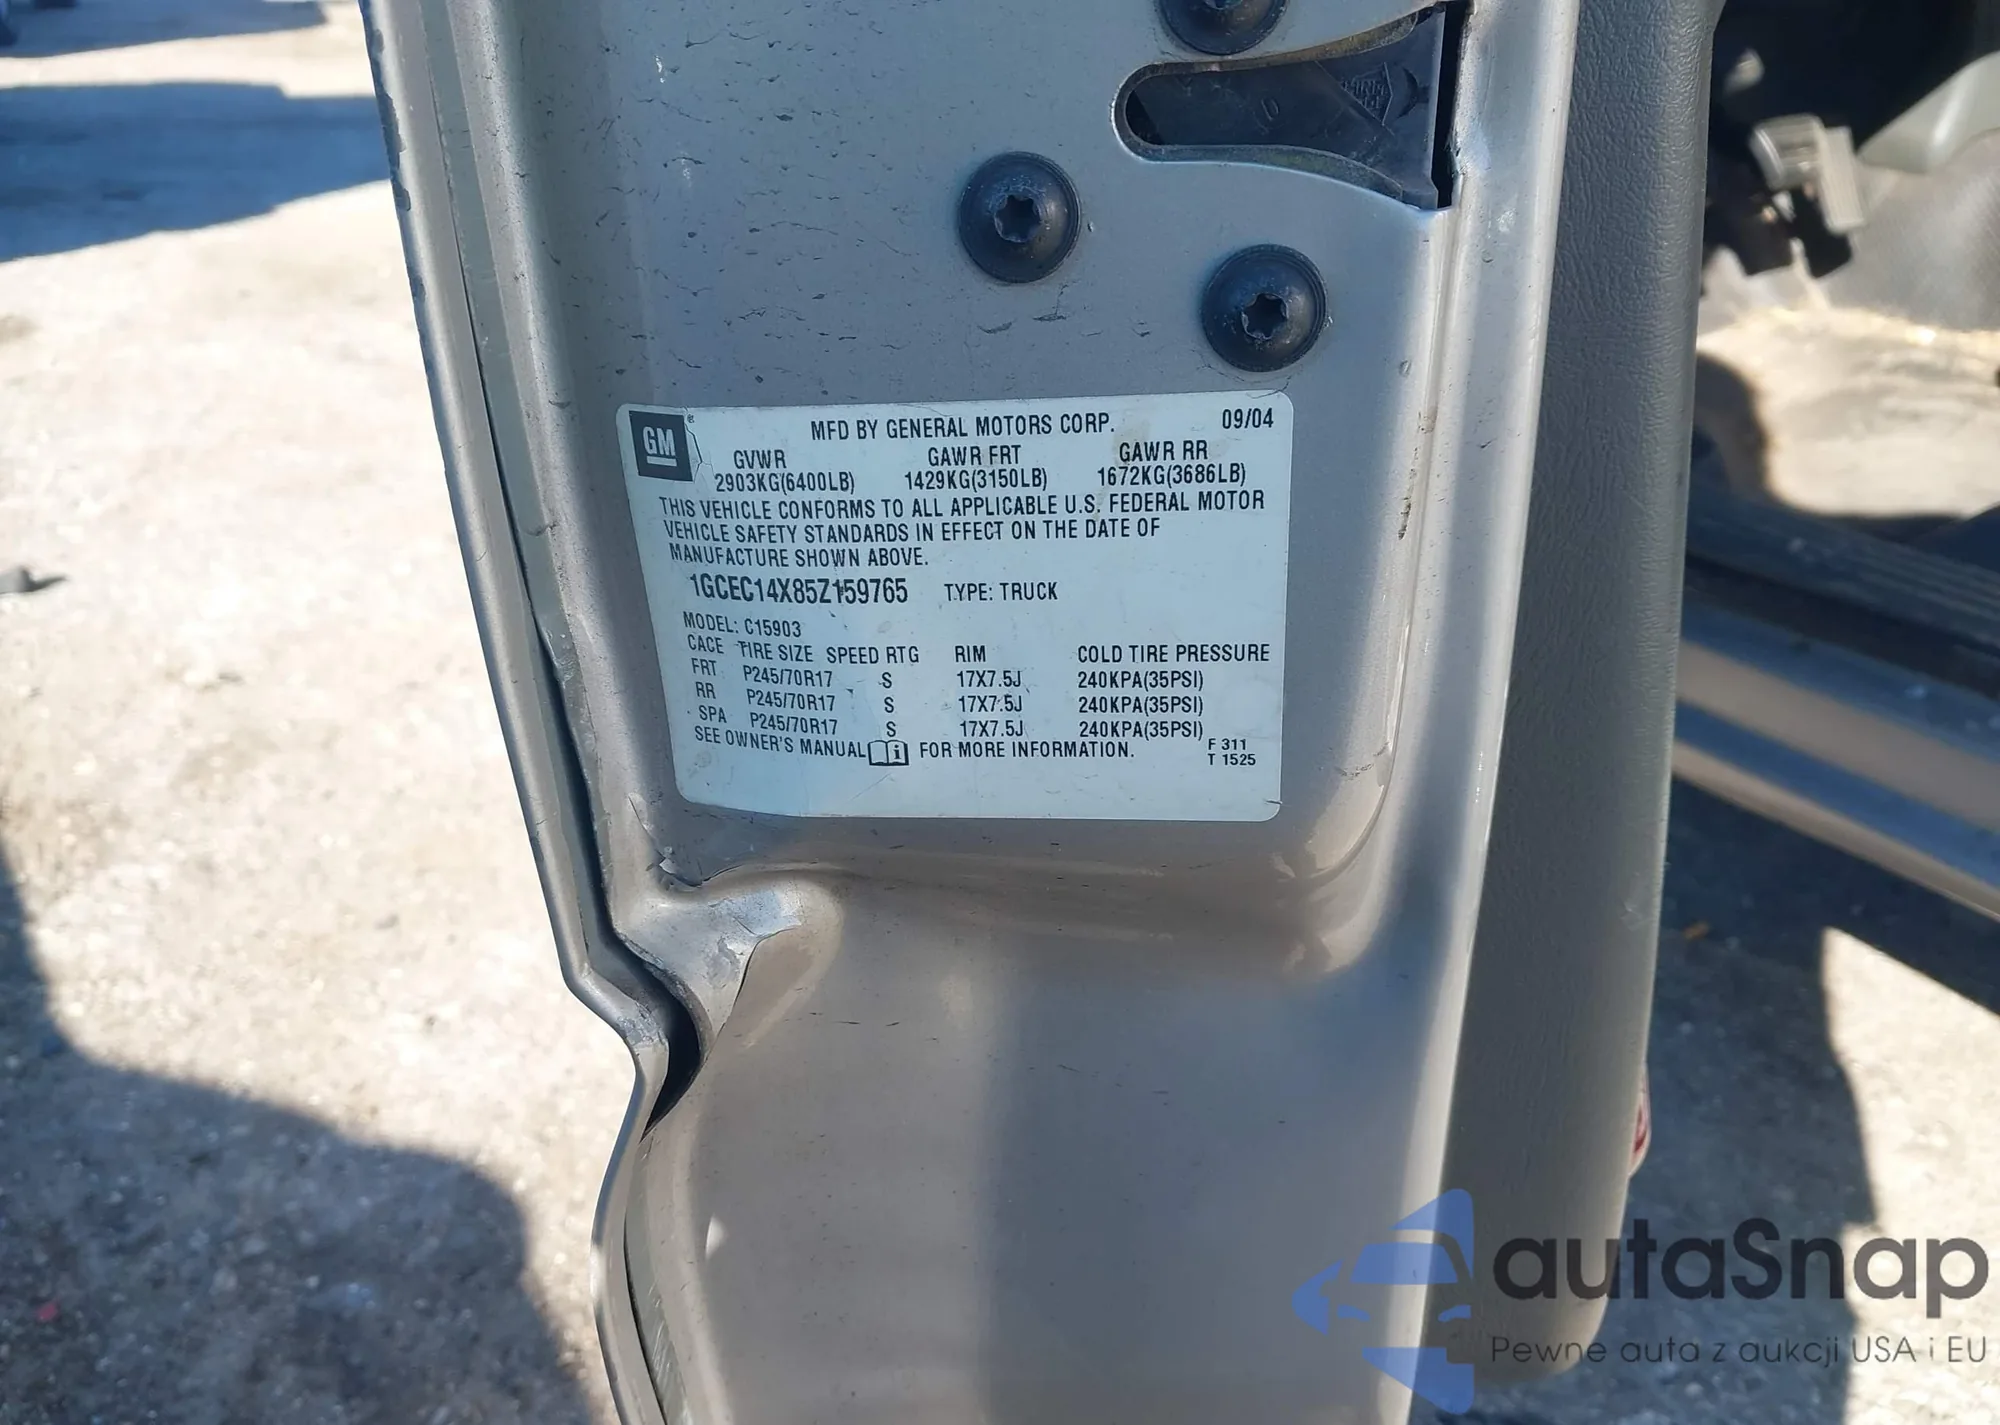 GM
MFD BY GENERAL MOTORS CORP. 09/04
GVWR GAWR FRT GAWR RR
2903KG(6400LB) 1429KG(3150LB) 1672KG(3686LB)
THIS VEHICLE CONFORMS TO ALL APPLICABLE U.S. FEDERAL MOTOR
VEHICLE SAFETY STANDARDS IN EFFECT ON THE DATE OF
MANUFACTURE SHOWN ABOVE.
1GCEC14X85Z159765 TYPE: TRUCK
MODEL: C15903
CACE TIRE SIZE SPEED RTG RIM COLD TIRE PRESSURE
FRT P245/70R17 S 17X7.5J 240KPA(35PSI)
RR P245/70R17 S 17X7.5J 240KPA(35PSI)
SPA P245/70R17 S 17X7.5J 240KPA(35PSI)
SEE OWNER'S MANUAL i FOR MORE INFORMATION.
F 311
T 1525
autaSnap
Pewne auta z aukcji USA i EU